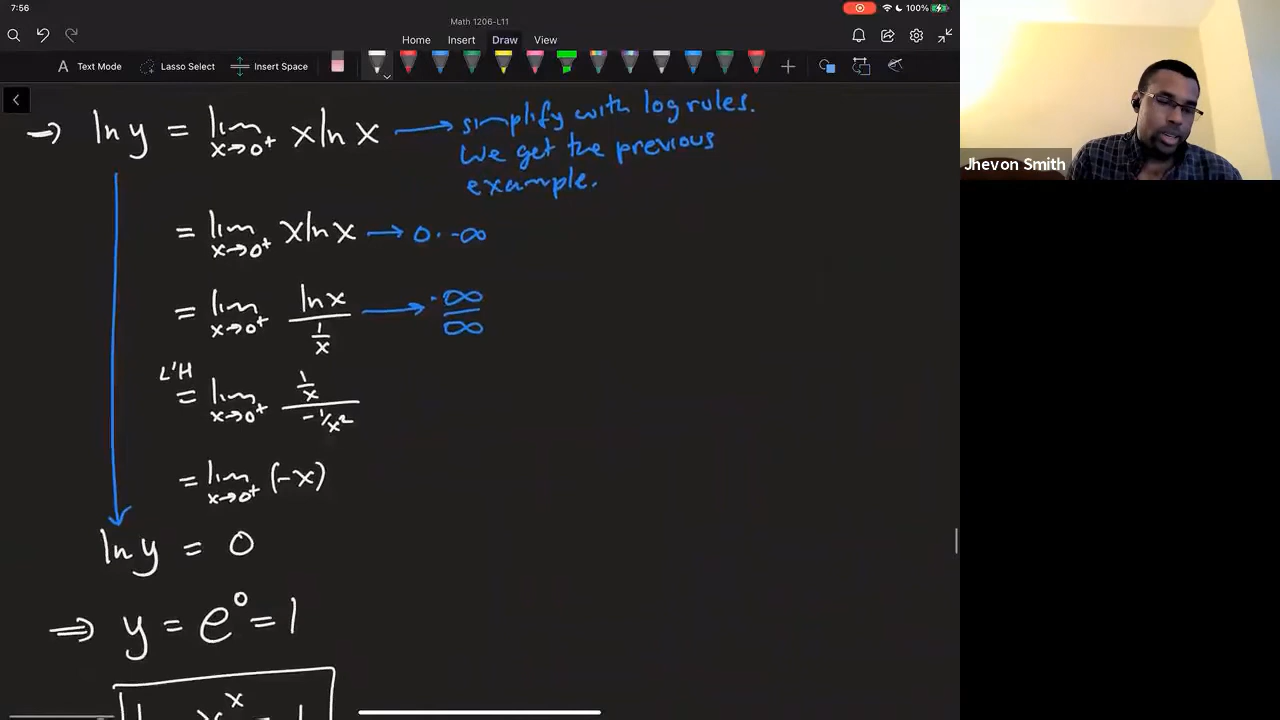 7:56
100%
Math 1206-L11
Home Insert Draw View
Text Mode Lasso Select Insert Space
→ ln y = lim x→0⁺ x ln x → simplify with log rules.
We get the previous
example.
= lim x→0⁺ x ln x → 0 · -∞
= lim x→0⁺ ln x / (1/x) → -∞/∞
L'H
= lim x→0⁺ (1/x) / (-1/x²)
= lim x→0⁺ (-x)
ln y = 0
⇒ y = e⁰ = 1
Jhevon Smith